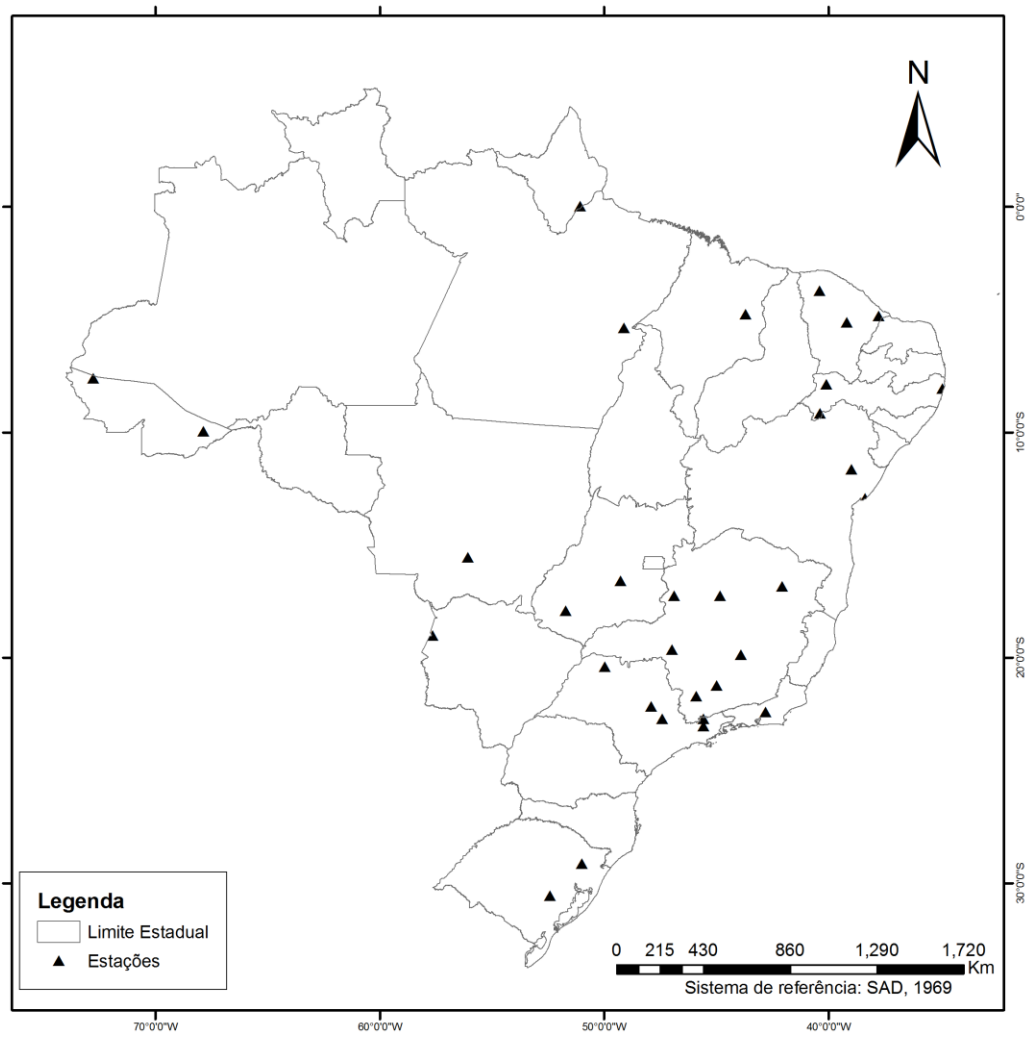 N
0°0'0"
10°0'0"S
20°0'0"S
30°0'0"S
Legenda
Limite Estadual
Estações
0 215 430 860 1,290 1,720
Km
Sistema de referência: SAD, 1969
70°0'0"W 60°0'0"W 50°0'0"W 40°0'0"W